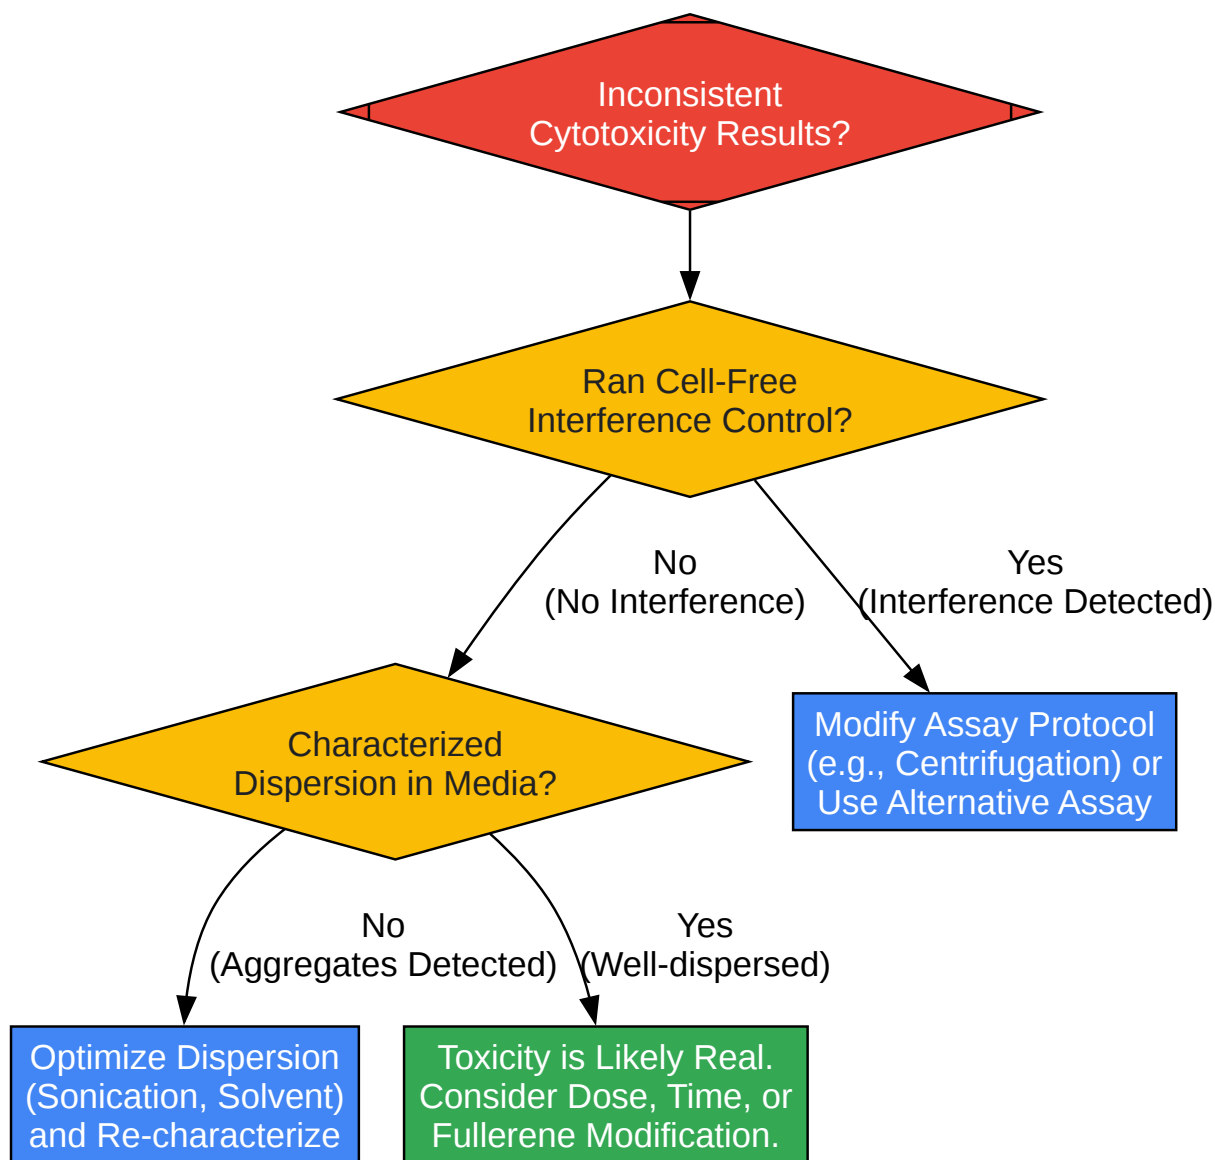 Inconsistent
Cytotoxicity Results?
Ran Cell-Free
Interference Control?
No
(No Interference)
Yes
(Interference Detected)
Characterized
Dispersion in Media?
Modify Assay Protocol
(e.g., Centrifugation) or
Use Alternative Assay
No
(Aggregates Detected)
Yes
(Well-dispersed)
Optimize Dispersion
(Sonication, Solvent)
and Re-characterize
Toxicity is Likely Real.
Consider Dose, Time, or
Fullerene Modification.